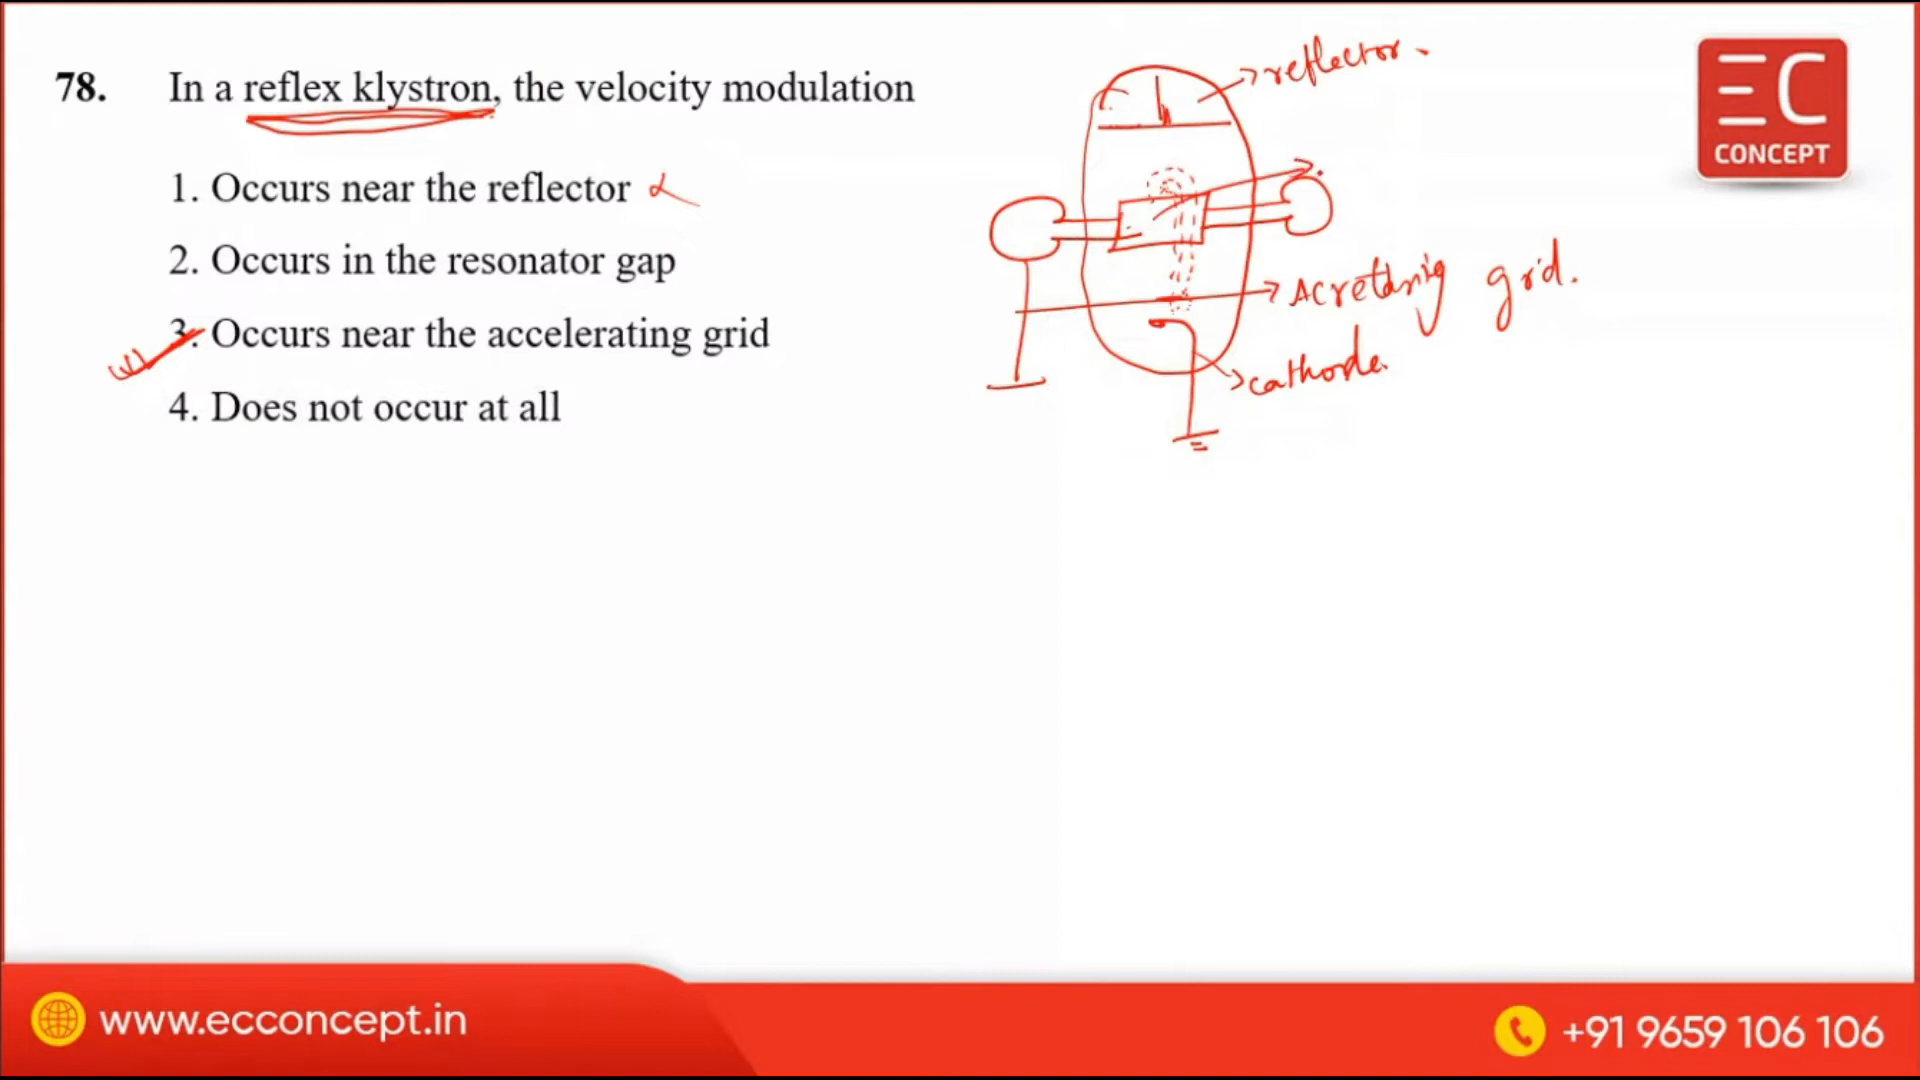 78. In a reflex klystron, the velocity modulation
1. Occurs near the reflector
2. Occurs in the resonator gap
3. Occurs near the accelerating grid
4. Does not occur at all
reflector.
grid.
cathode.
EC
CONCEPT
www.ecconcept.in
+91 9659 106 106